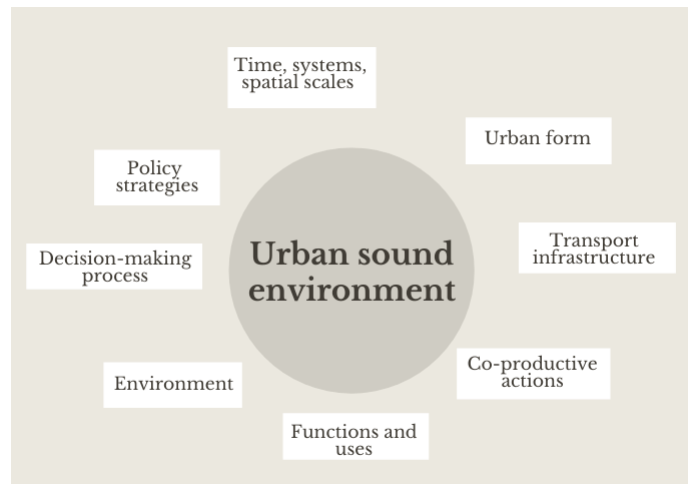 Time, systems,
spatial scales
Urban form
Policy
strategies
Transport
infrastructure
Decision-making
process
Urban sound
environment
Co-productive
actions
Environment
Functions and
uses